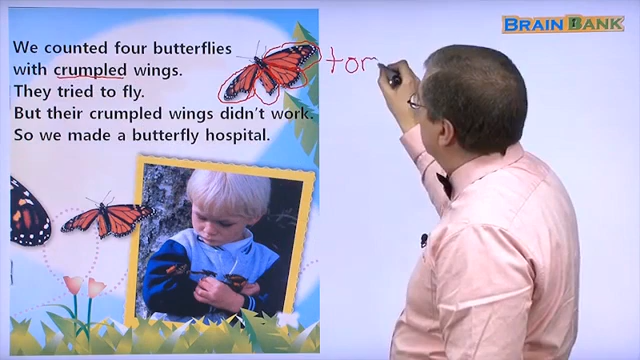 We counted four butterflies
with crumpled wings.
They tried to fly.
But their crumpled wings didn't work.
So we made a butterfly hospital.
tor
BRAIN BANK